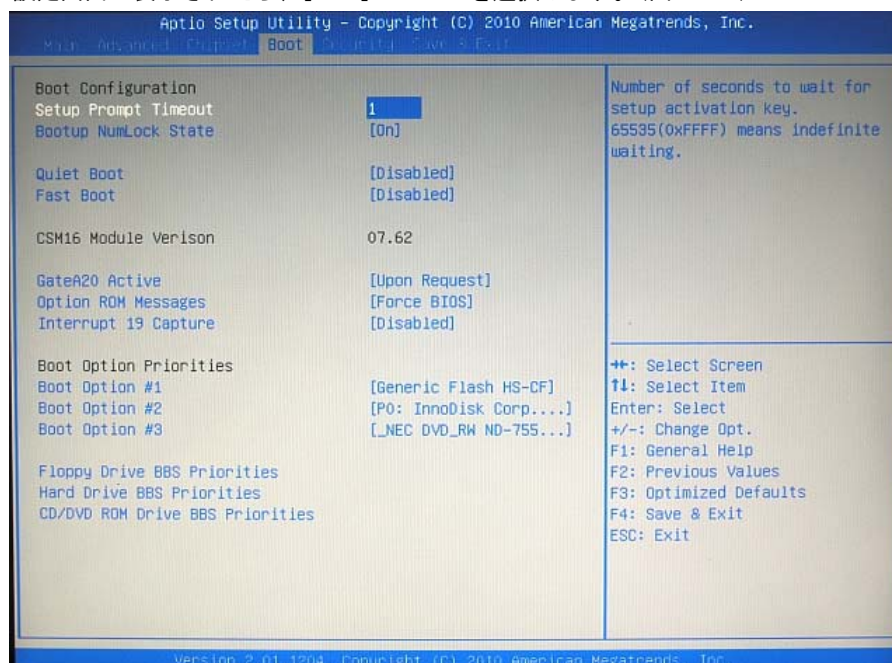 Aptio Setup Utility – Copyright (C) 2010 American Megatrends, Inc.
Main Advanced Chipset Boot Security Save & Exit
Boot Configuration
Setup Prompt Timeout 1
Bootup NumLock State [On]
Quiet Boot [Disabled]
Fast Boot [Disabled]
CSM16 Module Verison 07.62
GateA20 Active [Upon Request]
Option ROM Messages [Force BIOS]
Interrupt 19 Capture [Disabled]
Boot Option Priorities
Boot Option #1 [Generic Flash HS-CF]
Boot Option #2 [P0: InnoDisk Corp....]
Boot Option #3 [_NEC DVD_RW ND-755...]
Floppy Drive BBS Priorities
Hard Drive BBS Priorities
CD/DVD ROM Drive BBS Priorities
Number of seconds to wait for
setup activation key.
65535(0xFFFF) means indefinite
waiting.
→←: Select Screen
↑↓: Select Item
Enter: Select
+/-: Change Opt.
F1: General Help
F2: Previous Values
F3: Optimized Defaults
F4: Save & Exit
ESC: Exit
Version 2.01.1204. Copyright (C) 2010 American Megatrends, Inc.